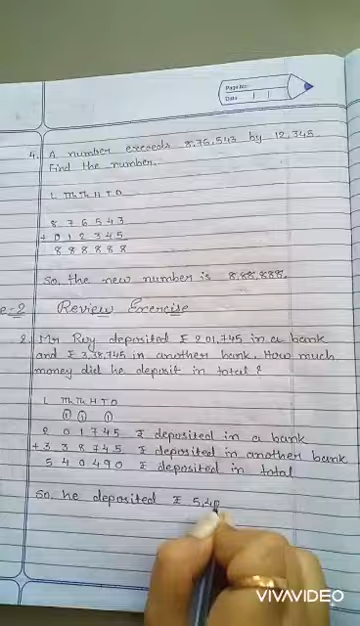 Page No:
Date
4. A number exceeds 8,76,543 by 12,345.
Find the number.
L Th Th H T O
8 7 6 5 4 3
+ 0 1 2 3 4 5
8 8 8 8 8 8
So, the new number is 8,88,888.
e-2 Review Exercise
2. Mr Roy deposited ₹ 201,745 in a bank
and ₹ 3,38,745 in another bank. How much
money did he deposit in total?
L Th Th H T O
① ① ①
2 0 1 7 4 5 ₹ deposited in a bank
+ 3 3 8 7 4 5 ₹ deposited in another bank
5 4 0 4 9 0 ₹ deposited in total
So, he deposited ₹ 5,40
VIVAVIDEO